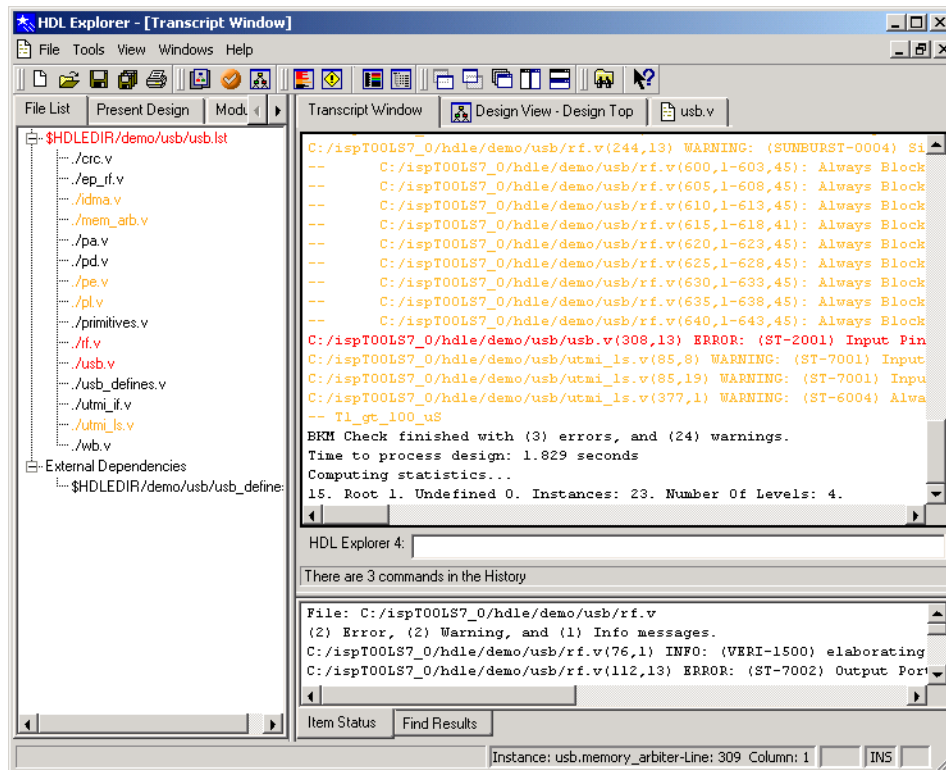 HDL Explorer - [Transcript Window]
File Tools View Windows Help
File List Present Design Modu
$HDLEDIR/demo/usb/usb.lst
./crc.v
./ep_rf.v
./idma.v
./mem_arb.v
./pa.v
./pd.v
./pe.v
./pl.v
./primitives.v
./rf.v
./usb.v
./usb_defines.v
./utmi_if.v
./utmi_ls.v
./wb.v
External Dependencies
$HDLEDIR/demo/usb/usb_define
Transcript Window Design View - Design Top usb.v
C:/ispTOOLS7_0/hdle/demo/usb/rf.v(244,13) WARNING: (SUNBURST-0004) Si
-- C:/ispTOOLS7_0/hdle/demo/usb/rf.v(600,1-603,45): Always Block
-- C:/ispTOOLS7_0/hdle/demo/usb/rf.v(605,1-608,45): Always Block
-- C:/ispTOOLS7_0/hdle/demo/usb/rf.v(610,1-613,45): Always Block
-- C:/ispTOOLS7_0/hdle/demo/usb/rf.v(615,1-618,41): Always Block
-- C:/ispTOOLS7_0/hdle/demo/usb/rf.v(620,1-623,45): Always Block
-- C:/ispTOOLS7_0/hdle/demo/usb/rf.v(625,1-628,45): Always Block
-- C:/ispTOOLS7_0/hdle/demo/usb/rf.v(630,1-633,45): Always Block
-- C:/ispTOOLS7_0/hdle/demo/usb/rf.v(635,1-638,45): Always Block
-- C:/ispTOOLS7_0/hdle/demo/usb/rf.v(640,1-643,45): Always Block
C:/ispTOOLS7_0/hdle/demo/usb/usb.v(308,13) ERROR: (ST-2001) Input Pin
C:/ispTOOLS7_0/hdle/demo/usb/utmi_ls.v(85,8) WARNING: (ST-7001) Input
C:/ispTOOLS7_0/hdle/demo/usb/utmi_ls.v(85,19) WARNING: (ST-7001) Inpu
C:/ispTOOLS7_0/hdle/demo/usb/utmi_ls.v(377,1) WARNING: (ST-6004) Alwa
-- T1_gt_100_uS
BKM Check finished with (3) errors, and (24) warnings.
Time to process design: 1.829 seconds
Computing statistics...
15. Root 1. Undefined 0. Instances: 23. Number Of Levels: 4.
HDL Explorer 4:
There are 3 commands in the History
File: C:/ispTOOLS7_0/hdle/demo/usb/rf.v
(2) Error, (2) Warning, and (1) Info messages.
C:/ispTOOLS7_0/hdle/demo/usb/rf.v(76,1) INFO: (VERI-1500) elaborating
C:/ispTOOLS7_0/hdle/demo/usb/rf.v(112,13) ERROR: (ST-7002) Output Port
Item Status Find Results
Instance: usb.memory_arbiter-Line: 309 Column: 1 INS